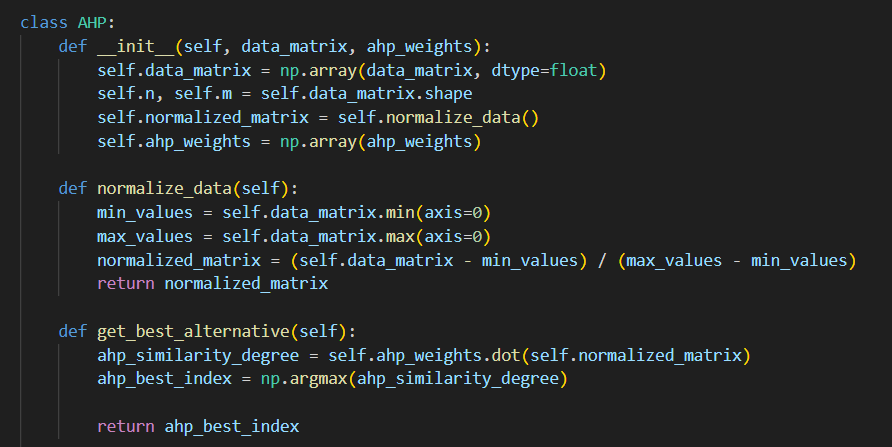 class AHP:
    def __init__(self, data_matrix, ahp_weights):
        self.data_matrix = np.array(data_matrix, dtype=float)
        self.n, self.m = self.data_matrix.shape
        self.normalized_matrix = self.normalize_data()
        self.ahp_weights = np.array(ahp_weights)

    def normalize_data(self):
        min_values = self.data_matrix.min(axis=0)
        max_values = self.data_matrix.max(axis=0)
        normalized_matrix = (self.data_matrix - min_values) / (max_values - min_values)
        return normalized_matrix

    def get_best_alternative(self):
        ahp_similarity_degree = self.ahp_weights.dot(self.normalized_matrix)
        ahp_best_index = np.argmax(ahp_similarity_degree)

        return ahp_best_index